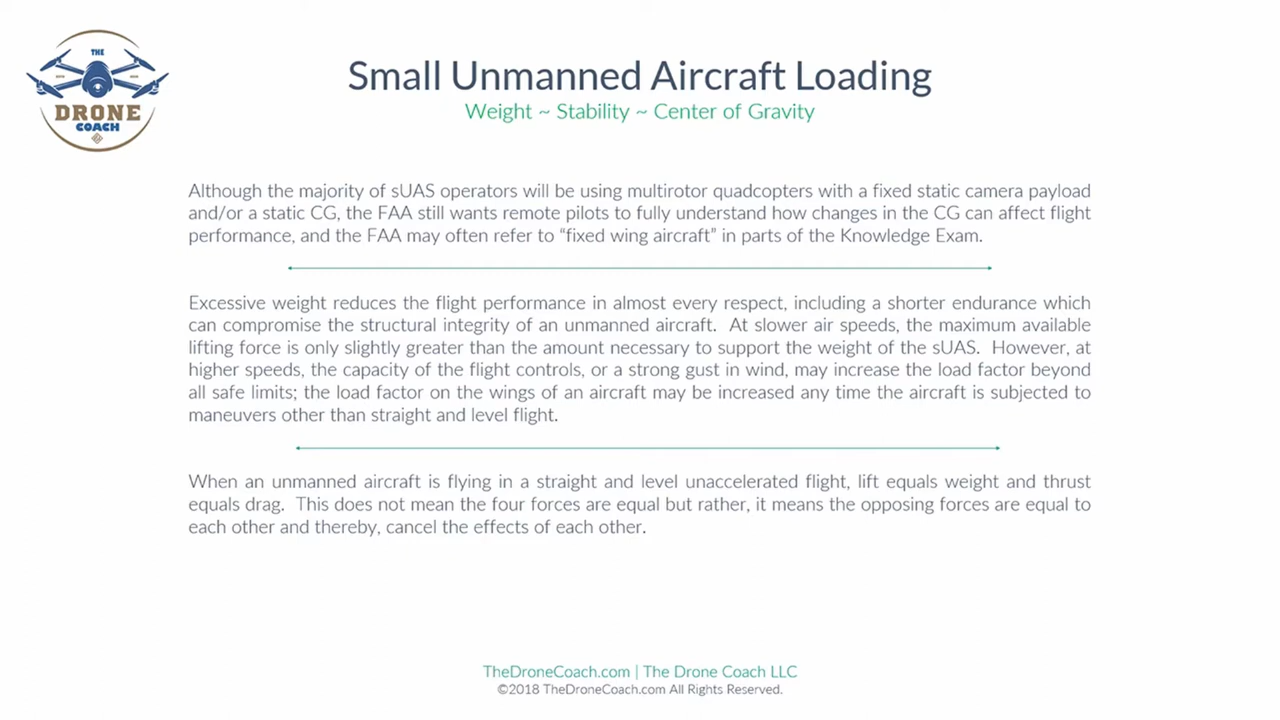 THE
DRONE
COACH
Small Unmanned Aircraft Loading
Weight ~ Stability ~ Center of Gravity
Although the majority of sUAS operators will be using multirotor quadcopters with a fixed static camera payload
and/or a static CG, the FAA still wants remote pilots to fully understand how changes in the CG can affect flight
performance, and the FAA may often refer to “fixed wing aircraft” in parts of the Knowledge Exam.
Excessive weight reduces the flight performance in almost every respect, including a shorter endurance which
can compromise the structural integrity of an unmanned aircraft. At slower air speeds, the maximum available
lifting force is only slightly greater than the amount necessary to support the weight of the sUAS. However, at
higher speeds, the capacity of the flight controls, or a strong gust in wind, may increase the load factor beyond
all safe limits; the load factor on the wings of an aircraft may be increased any time the aircraft is subjected to
maneuvers other than straight and level flight.
When an unmanned aircraft is flying in a straight and level unaccelerated flight, lift equals weight and thrust
equals drag. This does not mean the four forces are equal but rather, it means the opposing forces are equal to
each other and thereby, cancel the effects of each other.
TheDroneCoach.com | The Drone Coach LLC
©2018 TheDroneCoach.com All Rights Reserved.